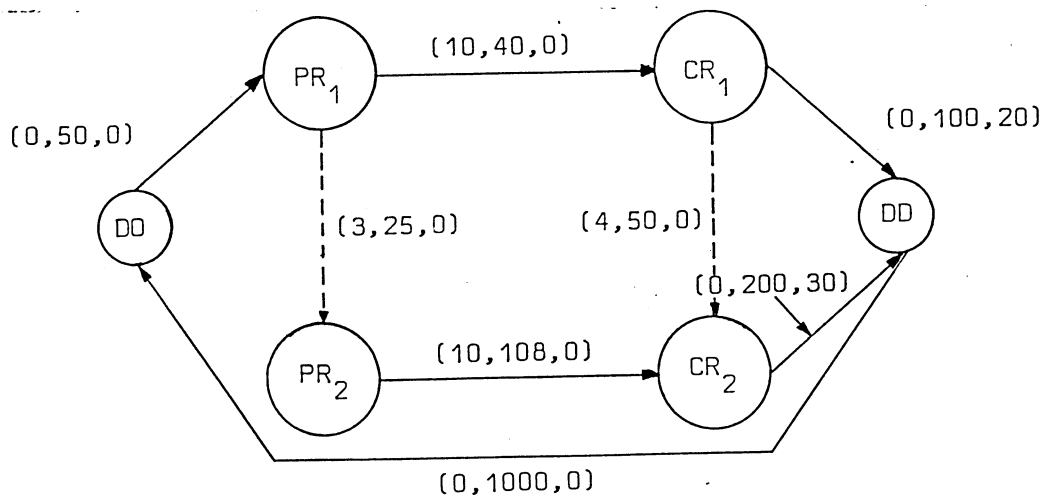 (10,40,0)
PR1
CR1
(0,50,0)
(0,100,20)
DO
DD
(3,25,0)
(4,50,0)
(0,200,30)
(10,108,0)
PR2
CR2
(0,1000,0)